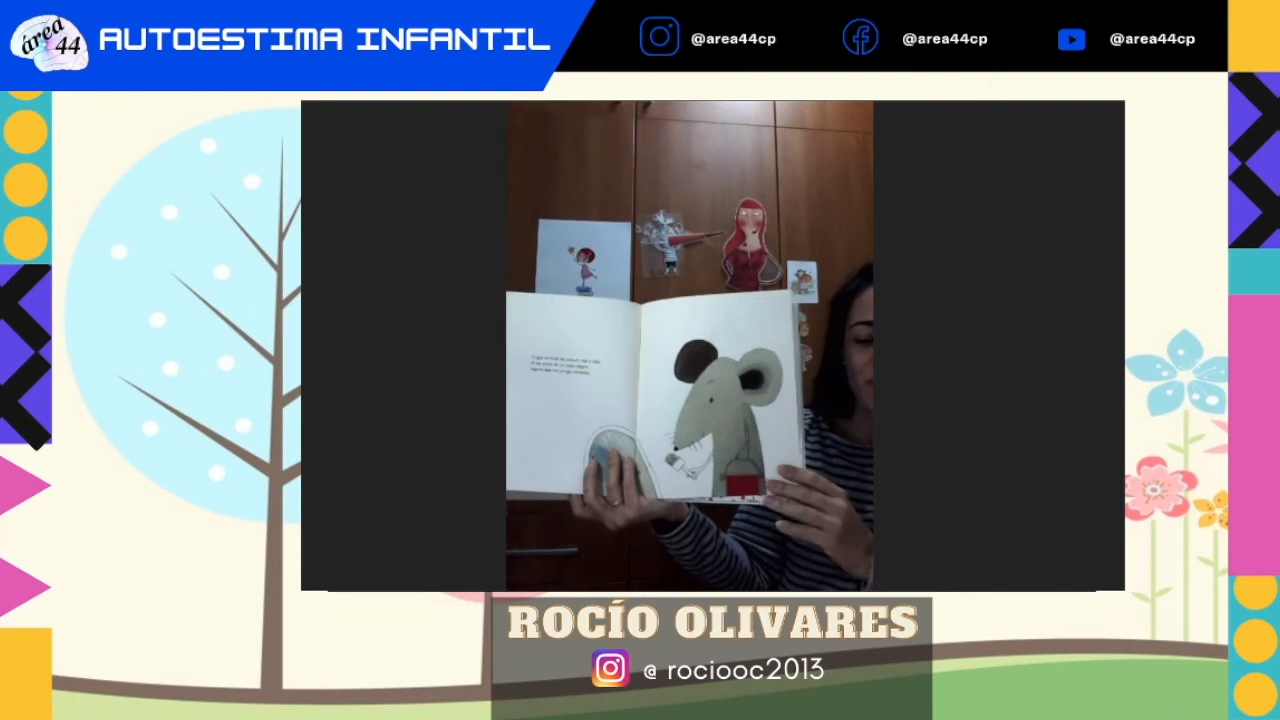 área
44
AUTOESTIMA INFANTIL
@area44cp
@area44cp
@area44cp
ROCÍO OLIVARES
@ rociooc2013